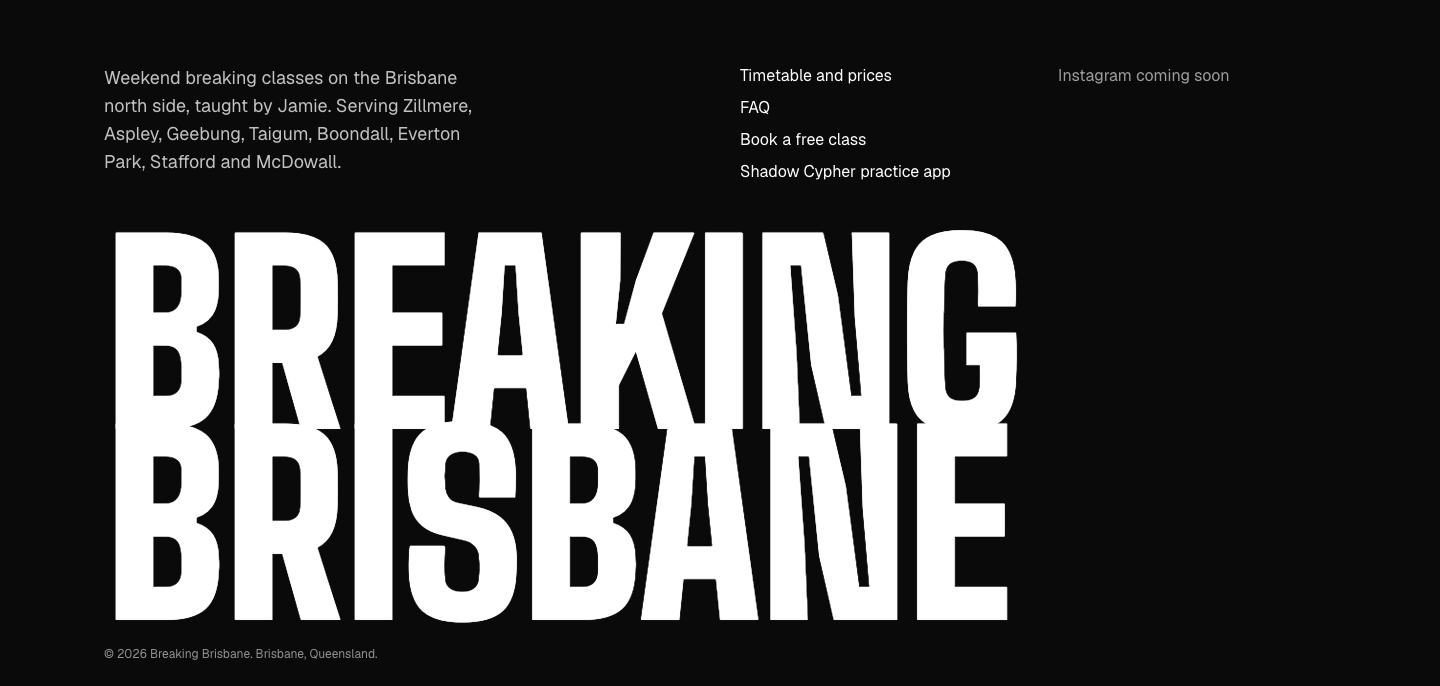 Weekend breaking classes on the Brisbane
north side, taught by Jamie. Serving Zillmere,
Aspley, Geebung, Taigum, Boondall, Everton
Park, Stafford and McDowall.
Timetable and prices
FAQ
Book a free class
Shadow Cypher practice app
Instagram coming soon
BREAKING
BRISBANE
© 2026 Breaking Brisbane. Brisbane, Queensland.